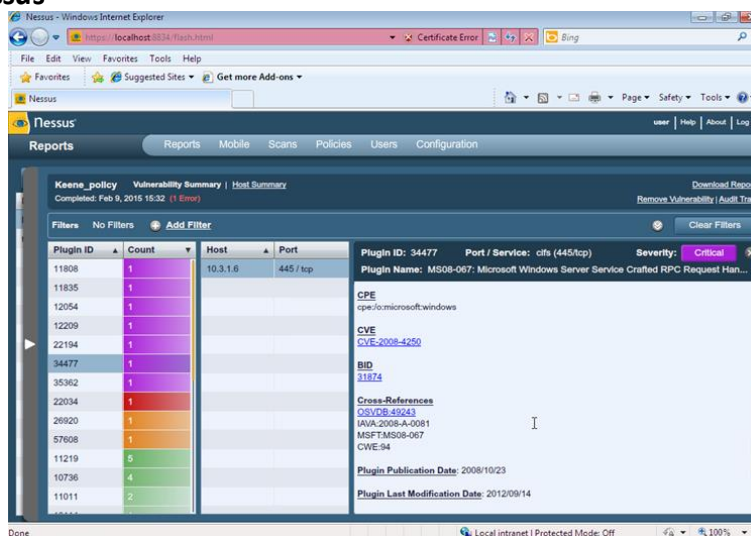 ssus
Nessus - Windows Internet Explorer
https://localhost:8834/flash.html
Certificate Error
Bing
File Edit View Favorites Tools Help
Favorites Suggested Sites Get more Add-ons
Nessus
Page Safety Tools
Nessus
user | Help | About | Log
Reports Reports Mobile Scans Policies Users Configuration
Keene_policy Vulnerability Summary | Host Summary Download Repo
Completed: Feb 9, 2015 15:32 (1 Error) Remove Vulnerability | Audit Tra
Filters No Filters Add Filter Clear Filters
Plugin ID Count Host Port
11808 1 10.3.1.6 445 / tcp
11835 1
12054 1
12209 1
22194 1
34477 1
35362 1
22034 1
26920 1
57608 1
11219 5
10736 4
11011 2
Plugin ID: 34477 Port / Service: cifs (445/tcp) Severity: Critical
Plugin Name: MS08-067: Microsoft Windows Server Service Crafted RPC Request Han...
CPE
cpe:/o:microsoft:windows
CVE
CVE-2008-4250
BID
31874
Cross-References
OSVDB:49243
IAVA:2008-A-0081
MSFT:MS08-067
CWE:94
Plugin Publication Date: 2008/10/23
Plugin Last Modification Date: 2012/09/14
Done Local intranet | Protected Mode: Off 100%